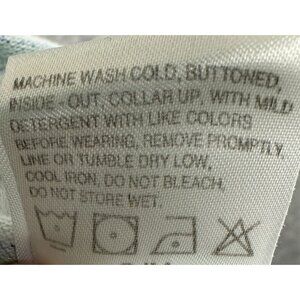 MACHINE WASH COLD, BUTTONED,
INSIDE - OUT, COLLAR UP, WITH MILD
DETERGENT WITH LIKE COLORS
BEFORE WEARING, REMOVE PROMPTLY,
LINE OR TUMBLE DRY LOW,
COOL IRON, DO NOT BLEACH,
DO NOT STORE WET.